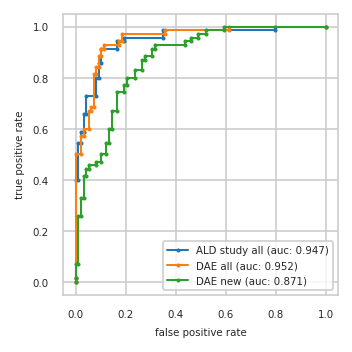 1.0
0.8
0.6
0.4
0.2
0.0
true positive rate
ALD study all (auc: 0.947)
DAE all (auc: 0.952)
DAE new (auc: 0.871)
0.0 0.2 0.4 0.6 0.8 1.0
false positive rate